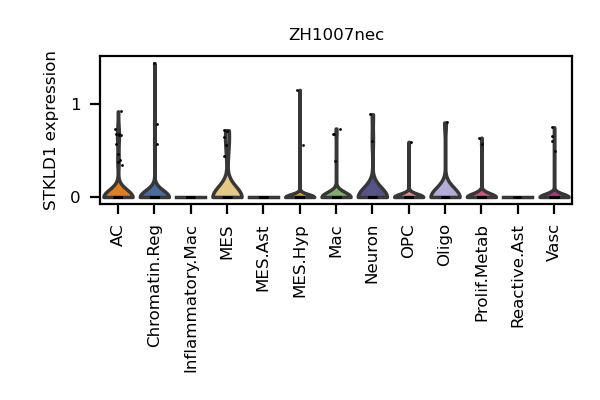 ZH1007nec
STKLD1 expression
1
0
AC
Chromatin.Reg
Inflammatory.Mac
MES
MES.Ast
MES.Hyp
Mac
Neuron
OPC
Oligo
Prolif.Metab
Reactive.Ast
Vasc